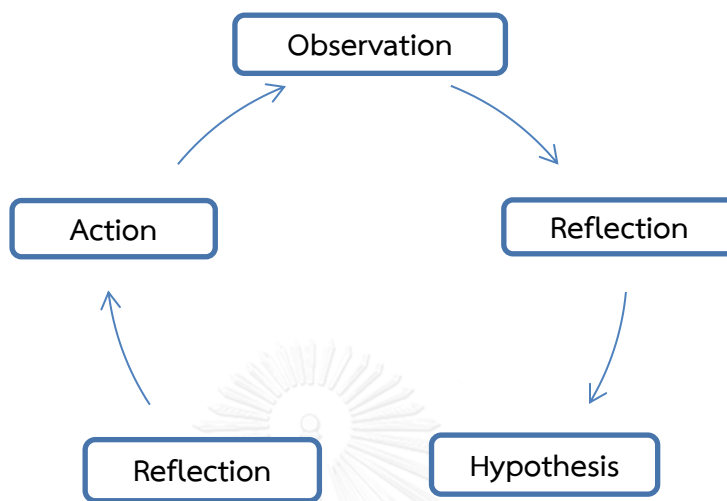 Observation
Action
Reflection
Reflection
Hypothesis